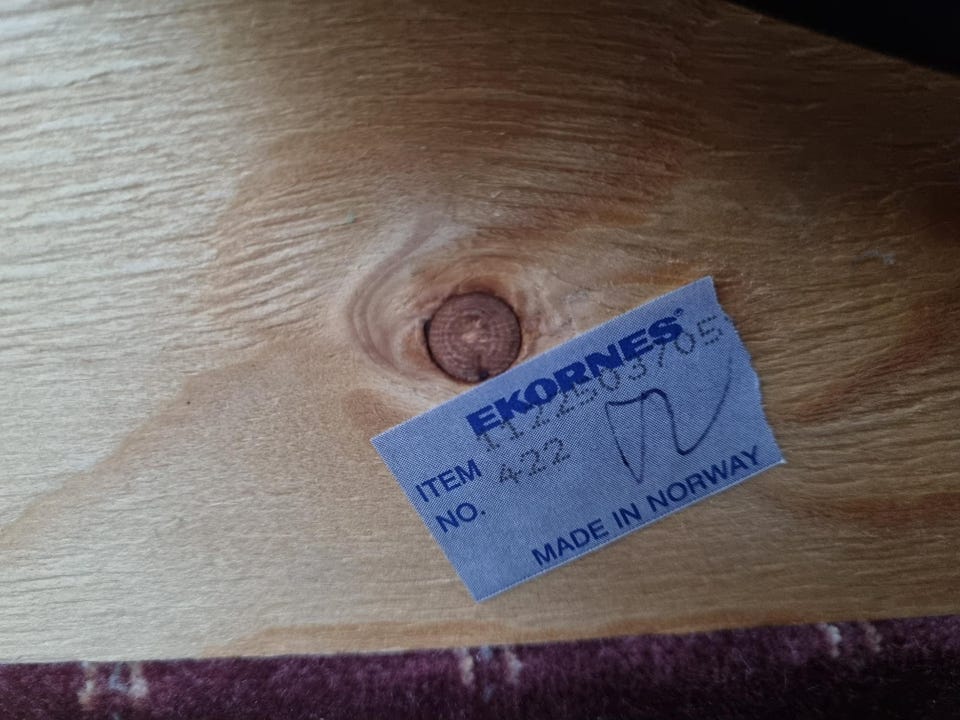 EKORNES®
1122503705
ITEM 422
NO.
MADE IN NORWAY